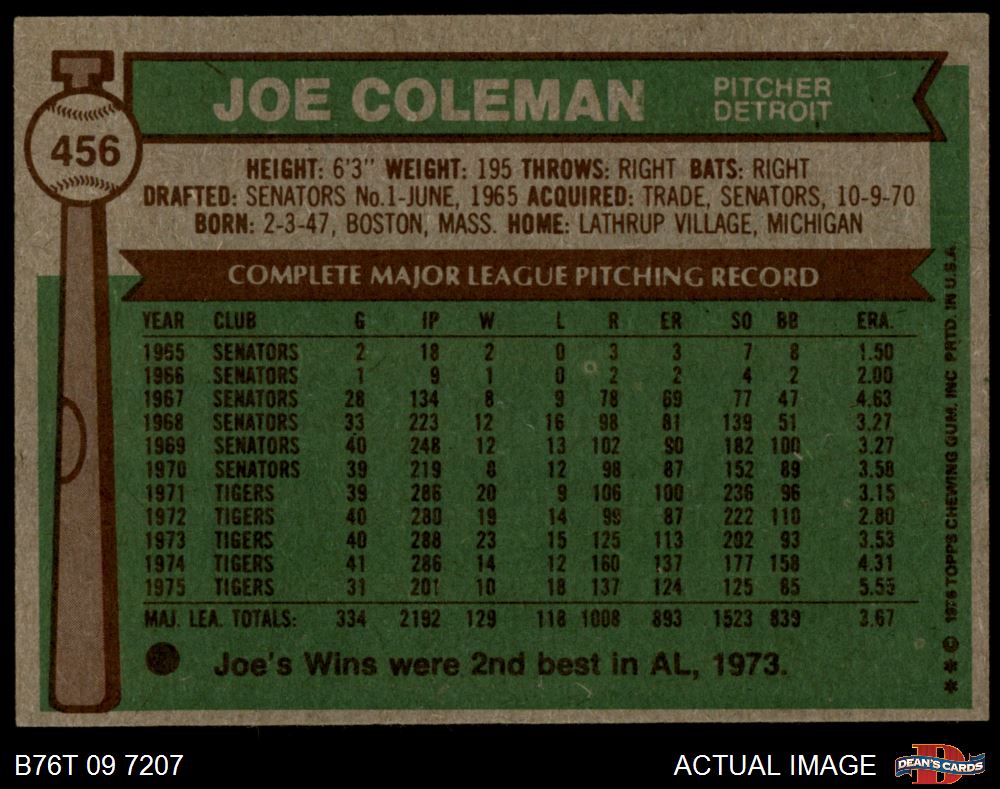 456
JOE COLEMAN
PITCHER
DETROIT
HEIGHT: 6'3" WEIGHT: 195 THROWS: RIGHT BATS: RIGHT
DRAFTED: SENATORS No.1-JUNE, 1965 ACQUIRED: TRADE, SENATORS, 10-9-70
BORN: 2-3-47, BOSTON, MASS. HOME: LATHRUP VILLAGE, MICHIGAN
COMPLETE MAJOR LEAGUE PITCHING RECORD
YEAR CLUB G IP W L R ER SO BB ERA.
1965 SENATORS 2 18 2 0 3 3 7 8 1.50
1966 SENATORS 1 9 1 0 2 2 4 2 2.00
1967 SENATORS 28 134 8 9 78 69 77 47 4.63
1968 SENATORS 33 223 12 16 98 81 139 51 3.27
1969 SENATORS 40 248 12 13 102 90 182 100 3.27
1970 SENATORS 39 219 8 12 98 87 152 89 3.58
1971 TIGERS 39 286 20 9 106 100 236 96 3.15
1972 TIGERS 40 280 19 14 99 87 222 110 2.80
1973 TIGERS 40 288 23 15 125 113 202 93 3.53
1974 TIGERS 41 286 14 12 160 137 177 158 4.31
1975 TIGERS 31 201 10 18 137 124 125 85 5.55
MAJ. LEA. TOTALS: 334 2192 129 118 1008 893 1523 839 3.67
Joe's Wins were 2nd best in AL, 1973.
* * © 1976 TOPPS CHEWING GUM, INC PRTD. IN U.S.A.
B76T 09 7207
ACTUAL IMAGE
D
DEAN'S CARDS